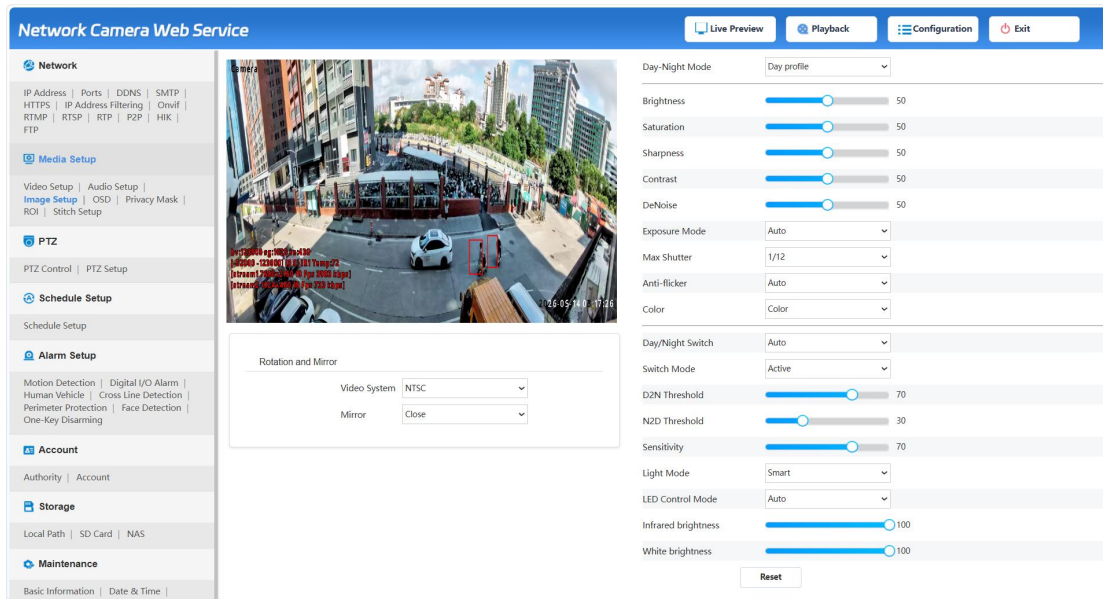 Network Camera Web Service
Live Preview
Playback
Configuration
Exit
Network
IP Address | Ports | DDNS | SMTP |
HTTPS | IP Address Filtering | Onvif |
RTMP | RTSP | RTP | P2P | HIK |
FTP
Media Setup
Video Setup | Audio Setup |
Image Setup | OSD | Privacy Mask |
ROI | Stitch Setup
PTZ
PTZ Control | PTZ Setup
Schedule Setup
Schedule Setup
Alarm Setup
Motion Detection | Digital I/O Alarm |
Human Vehicle | Cross Line Detection |
Perimeter Protection | Face Detection |
One-Key Disarming
Account
Authority | Account
Storage
Local Path | SD Card | NAS
Maintenance
Basic Information | Date & Time |
Camera
Rotation and Mirror
Video System NTSC
Mirror Close
Day-Night Mode Day profile
Brightness 50
Saturation 50
Sharpness 50
Contrast 50
DeNoise 50
Exposure Mode Auto
Max Shutter 1/12
Anti-flicker Auto
Color Color
Day/Night Switch Auto
Switch Mode Active
D2N Threshold 70
N2D Threshold 30
Sensitivity 70
Light Mode Smart
LED Control Mode Auto
Infrared brightness 100
White brightness 100
Reset